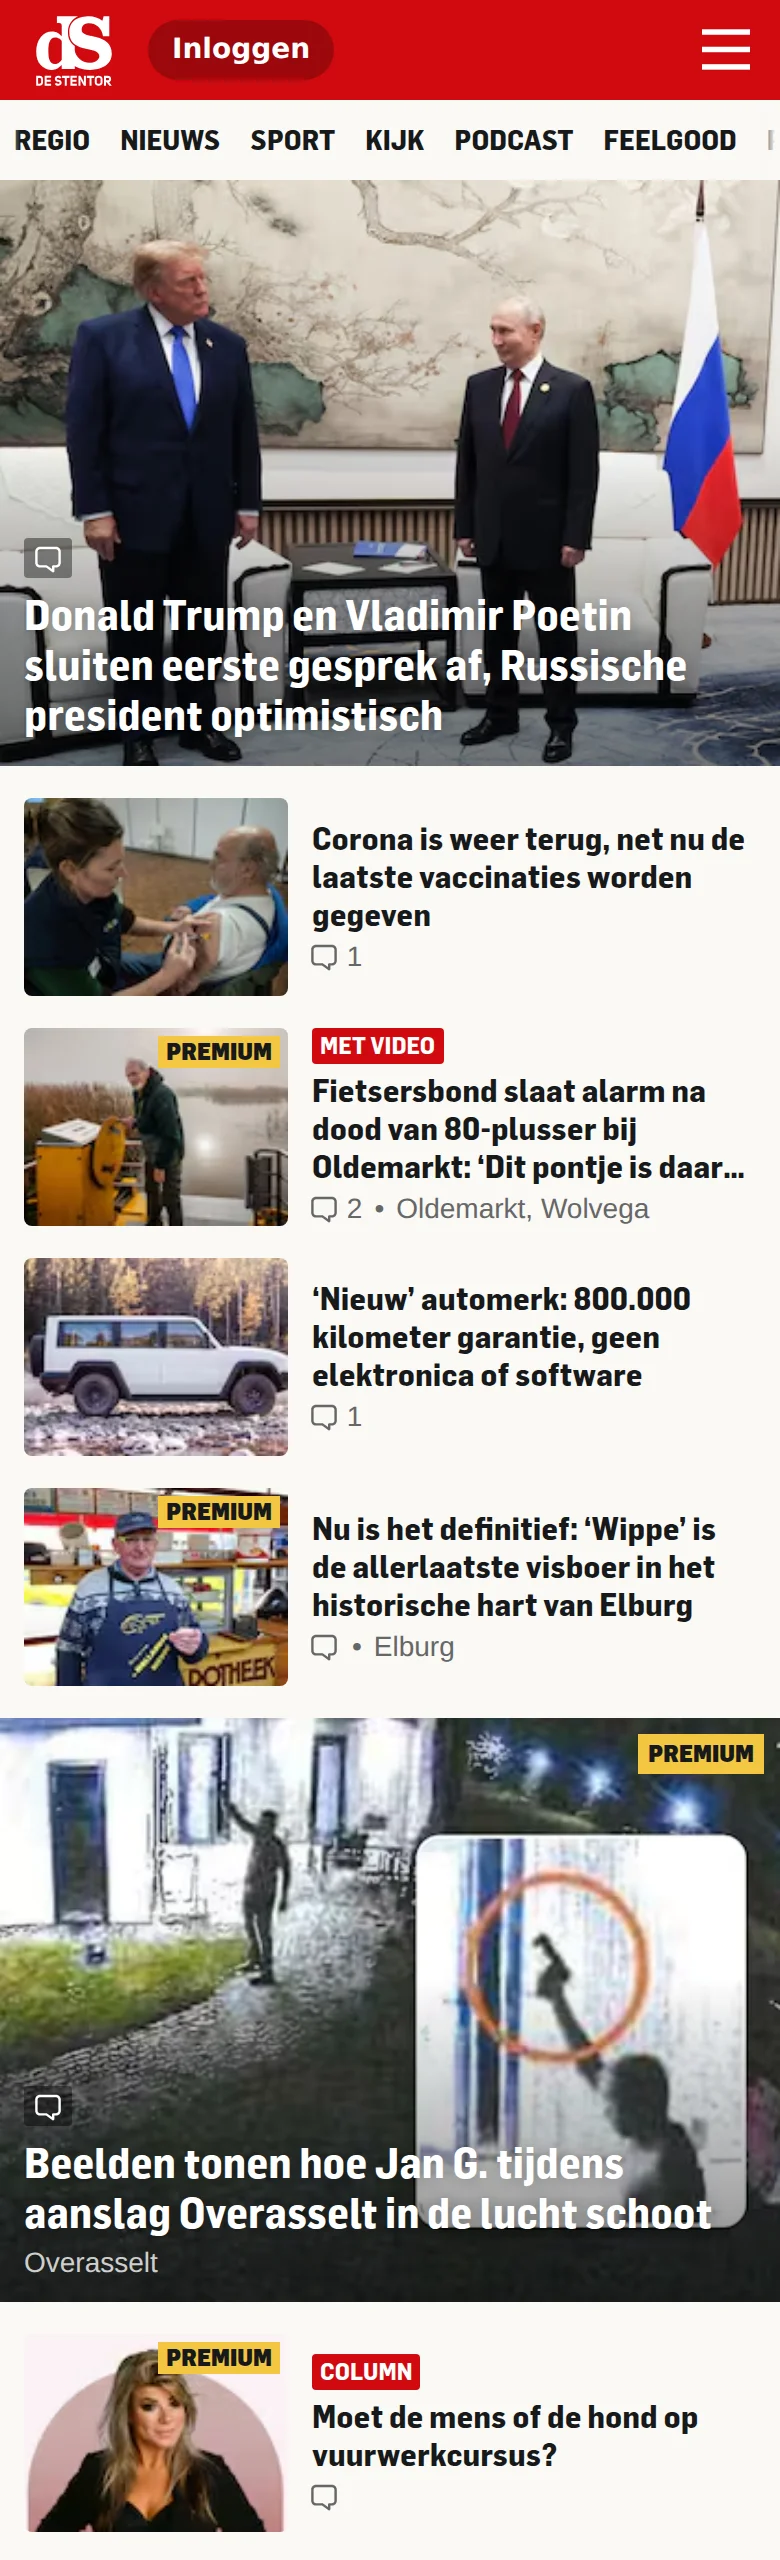 dS
DE STENTOR
Inloggen
REGIO NIEUWS SPORT KIJK PODCAST FEELGOOD
Donald Trump en Vladimir Poetin
sluiten eerste gesprek af, Russische
president optimistisch
Corona is weer terug, net nu de
laatste vaccinaties worden
gegeven
1
PREMIUM
MET VIDEO
Fietsersbond slaat alarm na
dood van 80-plusser bij
Oldemarkt: ‘Dit pontje is daar...
2 • Oldemarkt, Wolvega
‘Nieuw’ automerk: 800.000
kilometer garantie, geen
elektronica of software
1
PREMIUM
DOTHEEK
Nu is het definitief: ‘Wippe’ is
de allerlaatste visboer in het
historische hart van Elburg
• Elburg
PREMIUM
Beelden tonen hoe Jan G. tijdens
aanslag Overasselt in de lucht schoot
Overasselt
PREMIUM
COLUMN
Moet de mens of de hond op
vuurwerkcursus?